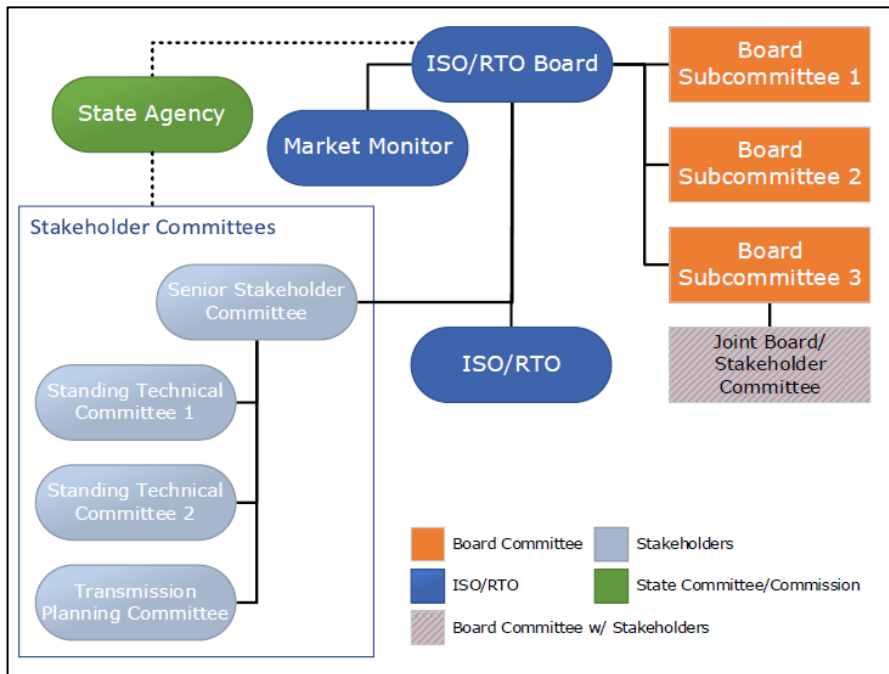 ISO/RTO Board
Board
Subcommittee 1
State Agency
Market Monitor
Board
Subcommittee 2
Stakeholder Committees
Board
Subcommittee 3
Senior Stakeholder
Committee
Joint Board/
Stakeholder
Committee
ISO/RTO
Standing Technical
Committee 1
Standing Technical
Committee 2
Transmission
Planning Committee
Board Committee
Stakeholders
ISO/RTO
State Committee/Commission
Board Committee w/ Stakeholders